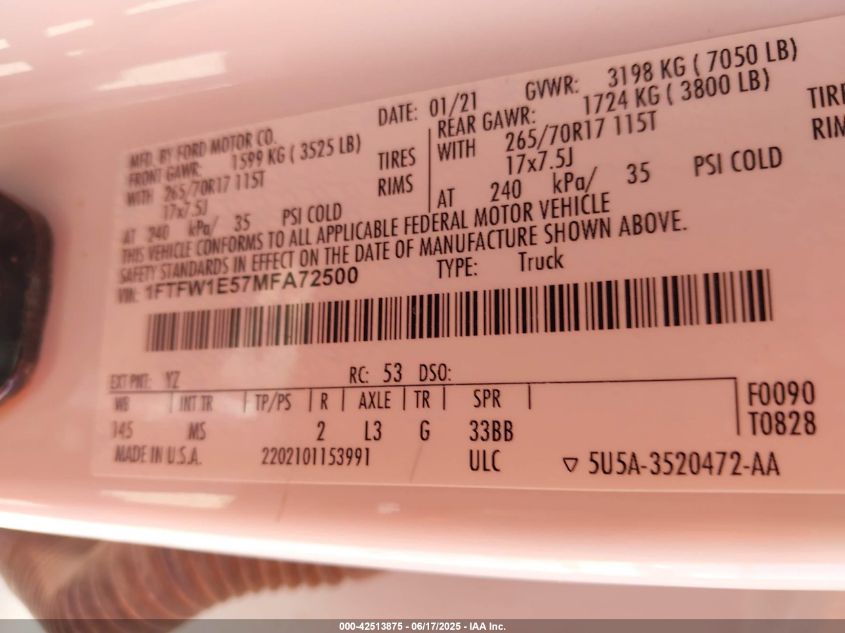 MFD. BY FORD MOTOR CO. DATE: 01/21 GVWR: 3198 KG ( 7050 LB)
FRONT GAWR: 1599 KG ( 3525 LB) REAR GAWR: 1724 KG ( 3800 LB)
WITH 265/70R17 115T TIRES WITH 265/70R17 115T TIRE
17x7.5J RIMS 17x7.5J RIM
AT 240 kPa/ 35 PSI COLD AT 240 kPa/ 35 PSI COLD
THIS VEHICLE CONFORMS TO ALL APPLICABLE FEDERAL MOTOR VEHICLE
SAFETY STANDARDS IN EFFECT ON THE DATE OF MANUFACTURE SHOWN ABOVE.
VIN: 1FTFW1E57MFA72500 TYPE: Truck
EXT PNT: YZ RC: 53 DSO:
WB INT TR TP/PS R AXLE TR SPR F0090
145 MS 2 L3 G 33BB T0828
MADE IN U.S.A. 2202101153991 ULC ▽ 5U5A-3520472-AA
000-42513875 - 06/17/2025 - IAA Inc.